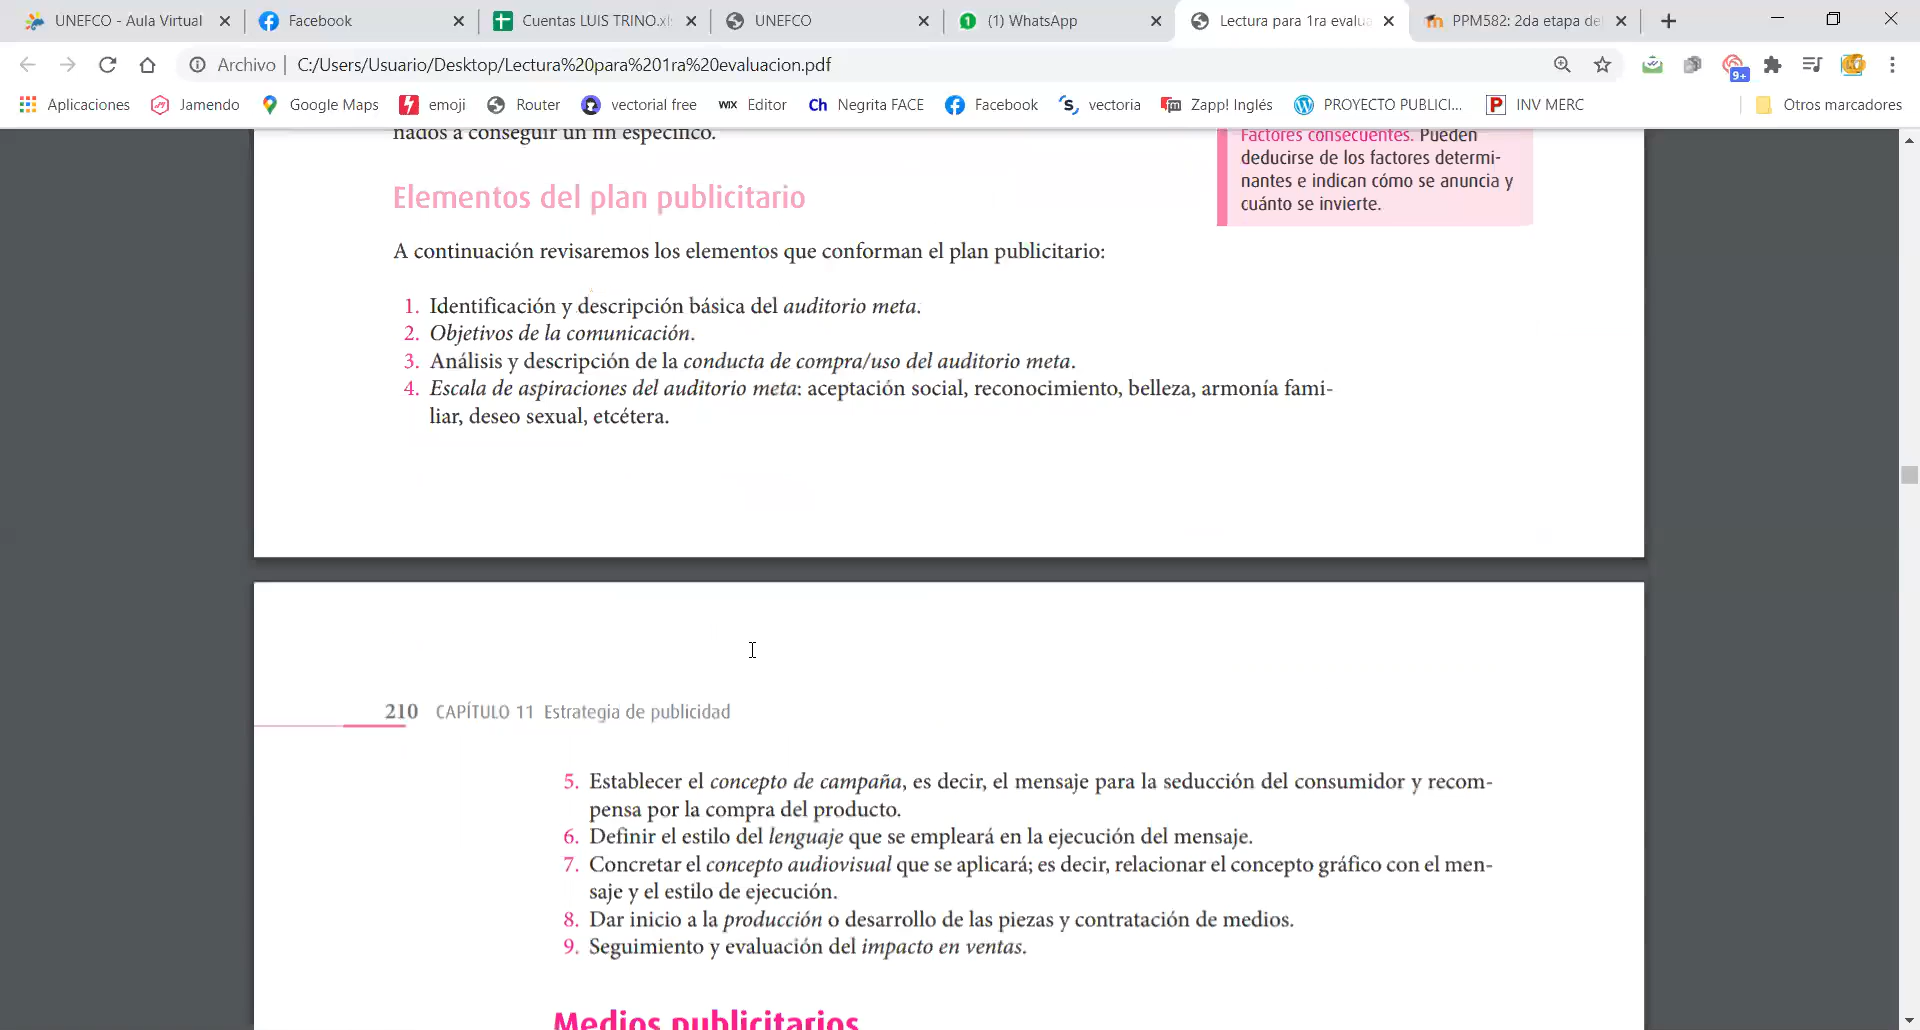 UNEFCO - Aula Virtual
Facebook
Cuentas LUIS TRINO.xl
UNEFCO
(1) WhatsApp
Lectura para 1ra evalua
PPM582: 2da etapa de
Archivo | C:/Users/Usuario/Desktop/Lectura%20para%201ra%20evaluacion.pdf
9+
Aplicaciones
Jamendo
Google Maps
emoji
Router
vectorial free
WIX Editor
Ch Negrita FACE
Facebook
vectoria
Zapp! Inglés
PROYECTO PUBLICI...
INV MERC
Otros marcadores
nados a conseguir un fin específico.
Factores consecuentes. Pueden
deducirse de los factores determi-
nantes e indican cómo se anuncia y
cuánto se invierte.
Elementos del plan publicitario
A continuación revisaremos los elementos que conforman el plan publicitario:
1. Identificación y descripción básica del auditorio meta.
2. Objetivos de la comunicación.
3. Análisis y descripción de la conducta de compra/uso del auditorio meta.
4. Escala de aspiraciones del auditorio meta: aceptación social, reconocimiento, belleza, armonía fami-
liar, deseo sexual, etcétera.
210 CAPÍTULO 11 Estrategia de publicidad
5. Establecer el concepto de campaña, es decir, el mensaje para la seducción del consumidor y recom-
pensa por la compra del producto.
6. Definir el estilo del lenguaje que se empleará en la ejecución del mensaje.
7. Concretar el concepto audiovisual que se aplicará; es decir, relacionar el concepto gráfico con el men-
saje y el estilo de ejecución.
8. Dar inicio a la producción o desarrollo de las piezas y contratación de medios.
9. Seguimiento y evaluación del impacto en ventas.
Medios publicitarios